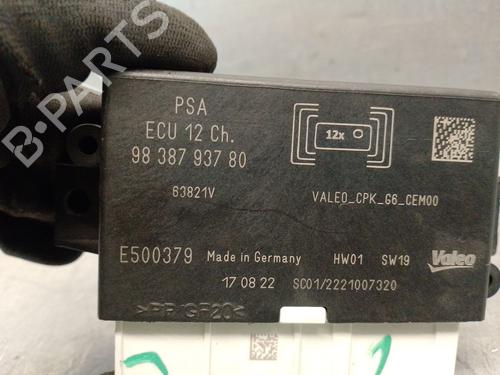 B-PARTS
PSA
ECU 12 Ch.
98 387 937 80
12x
63821V
VALEO_CPK_G6_CEM00
E500379 Made in Germany HW01 SW19 Valeo
17 08 22 SC01/2221007320
>PP-GF20<